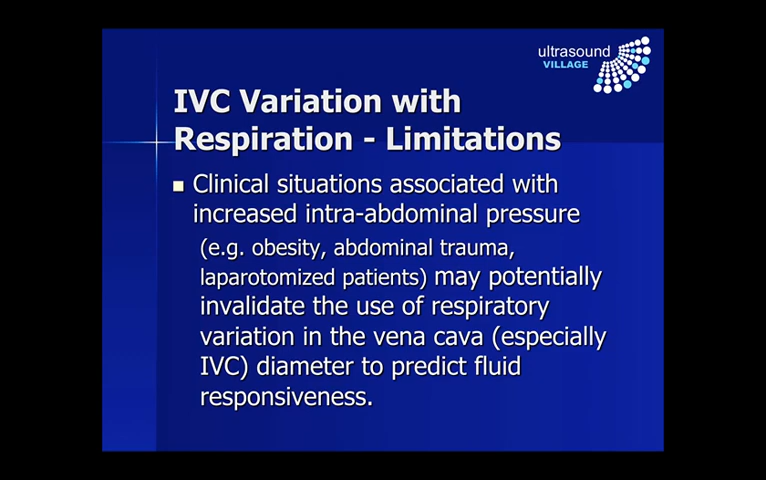 ultrasound
VILLAGE
IVC Variation with
Respiration - Limitations
Clinical situations associated with
increased intra-abdominal pressure
(e.g. obesity, abdominal trauma,
laparotomized patients) may potentially
invalidate the use of respiratory
variation in the vena cava (especially
IVC) diameter to predict fluid
responsiveness.